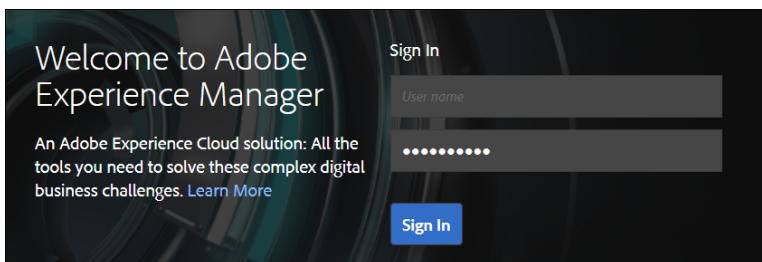 Welcome to Adobe
Experience Manager
An Adobe Experience Cloud solution: All the
tools you need to solve these complex digital
business challenges. Learn More
Sign In
User name
••••••••••
Sign In